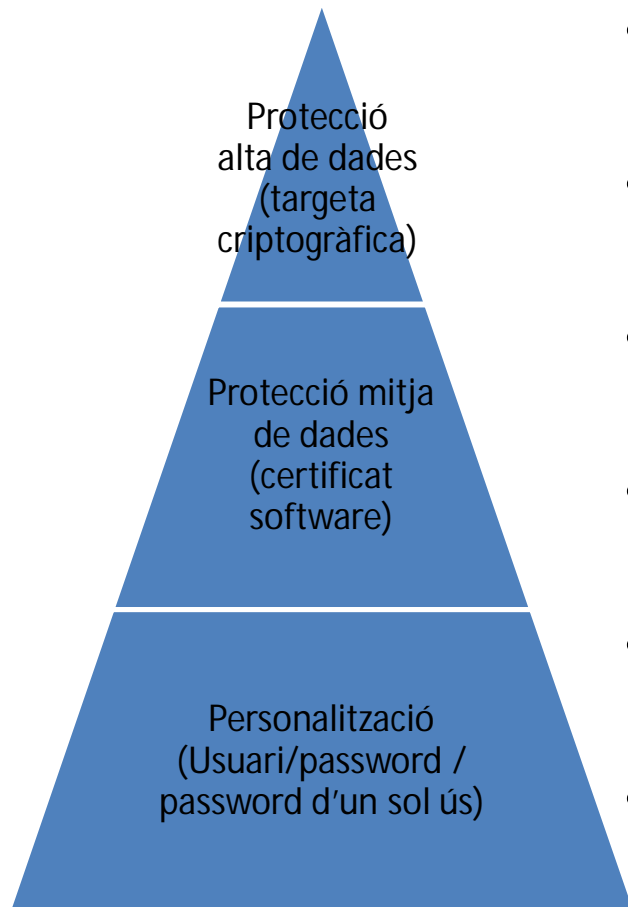 Protecció
alta de dades
(targeta
criptogràfica)
Protecció mitja
de dades
(certificat
software)
Personalització
(Usuari/password /
password d'un sol ús)